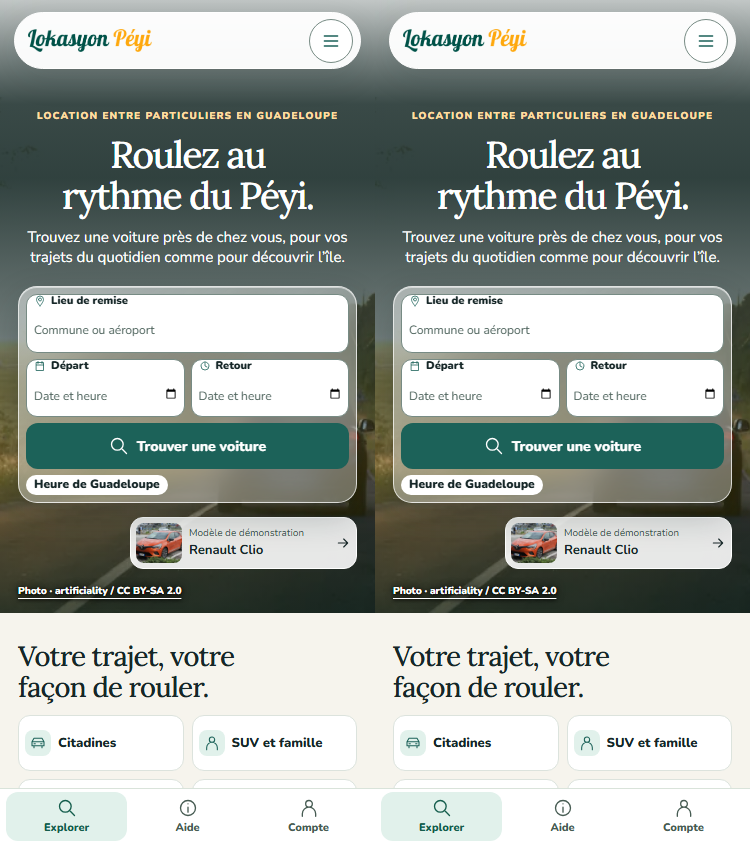 Lokasyon Péyi
LOCATION ENTRE PARTICULIERS EN GUADELOUPE
Roulez au
rythme du Péyi.
Trouvez une voiture près de chez vous, pour vos
trajets du quotidien comme pour découvrir l'île.
Lieu de remise
Commune ou aéroport
Départ
Retour
Date et heure
Date et heure
Trouver une voiture
Heure de Guadeloupe
Modèle de démonstration
Renault Clio
Photo · artificiality / CC BY-SA 2.0
Votre trajet, votre
façon de rouler.
Citadines
SUV et famille
Explorer
Aide
Compte
Lokasyon Péyi
LOCATION ENTRE PARTICULIERS EN GUADELOUPE
Roulez au
rythme du Péyi.
Trouvez une voiture près de chez vous, pour vos
trajets du quotidien comme pour découvrir l'île.
Lieu de remise
Commune ou aéroport
Départ
Retour
Date et heure
Date et heure
Trouver une voiture
Heure de Guadeloupe
Modèle de démonstration
Renault Clio
Photo · artificiality / CC BY-SA 2.0
Votre trajet, votre
façon de rouler.
Citadines
SUV et famille
Explorer
Aide
Compte